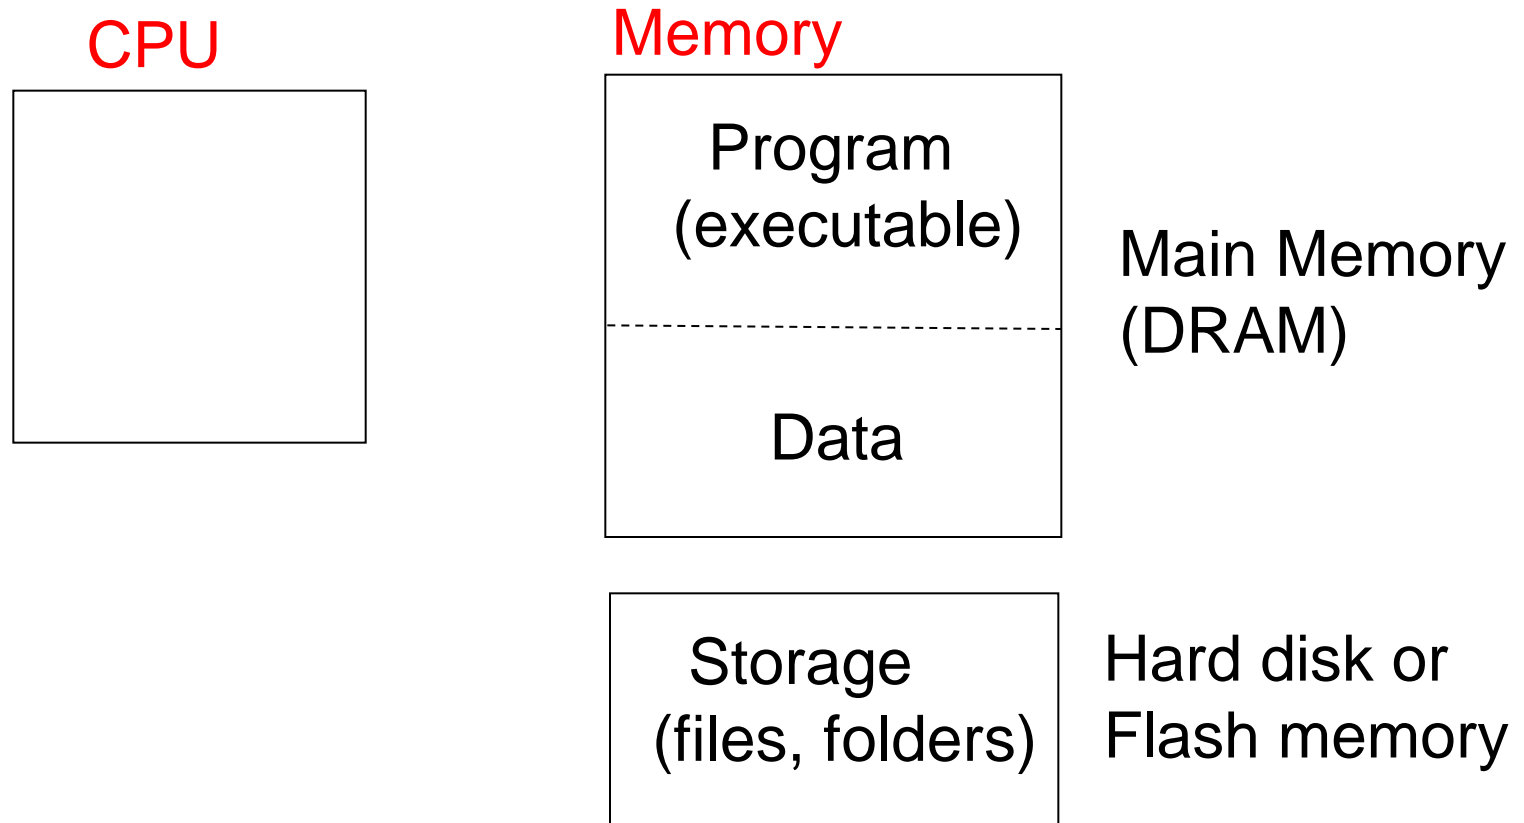 CPU
Memory
Program
(executable)
Main Memory
(DRAM)
Data
Storage
(files, folders)
Hard disk or
Flash memory